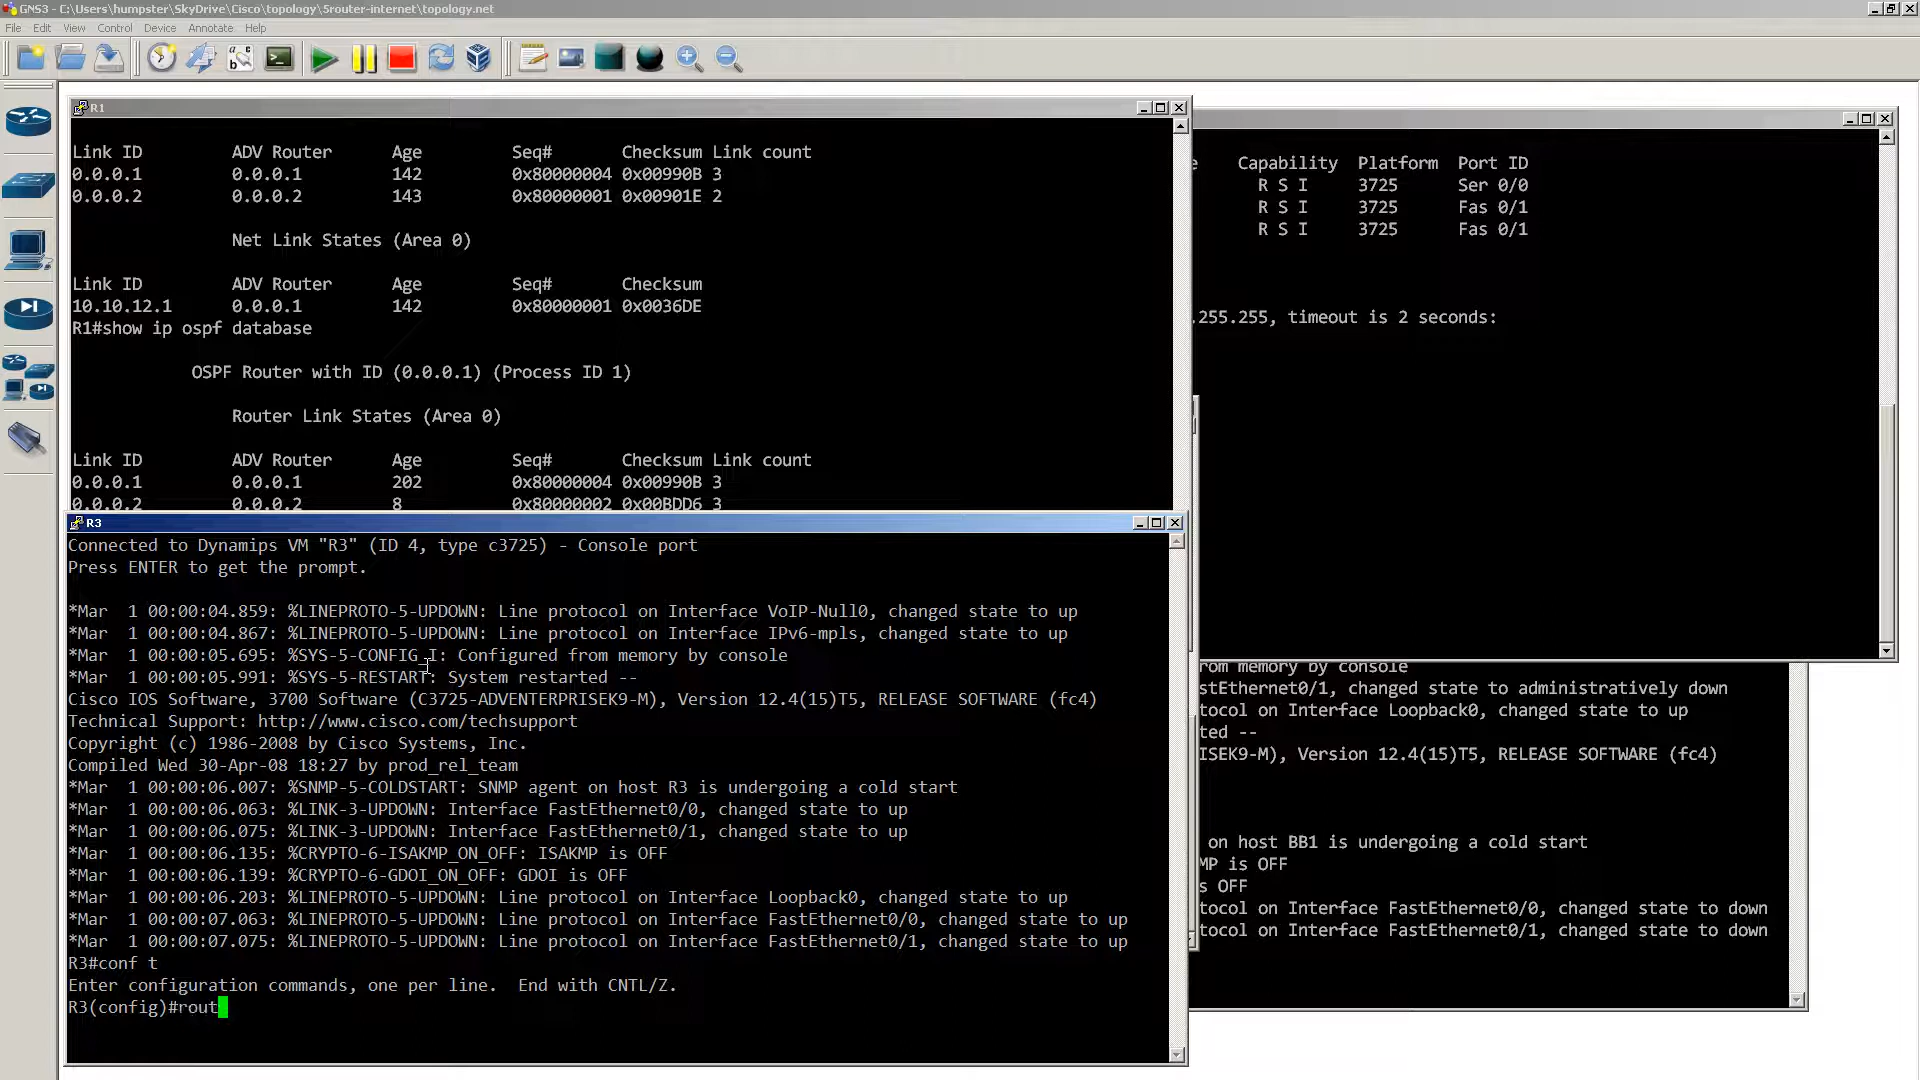 GNS3 - C:\Users\humpster\SkyDrive\Cisco\topology\5router-internet\topology.net
File Edit View Control Device Annotate Help
R1
Link ID ADV Router Age Seq# Checksum Link count
0.0.0.1 0.0.0.1 142 0x80000004 0x00990B 3
0.0.0.2 0.0.0.2 143 0x80000001 0x00901E 2
Net Link States (Area 0)
Link ID ADV Router Age Seq# Checksum
10.10.12.1 0.0.0.1 142 0x80000001 0x0036DE
R1#show ip ospf database
OSPF Router with ID (0.0.0.1) (Process ID 1)
Router Link States (Area 0)
Link ID ADV Router Age Seq# Checksum Link count
0.0.0.1 0.0.0.1 202 0x80000004 0x00990B 3
0.0.0.2 0.0.0.2 8 0x80000002 0x00BDD6 3
e Capability Platform Port ID
R S I 3725 Ser 0/0
R S I 3725 Fas 0/1
R S I 3725 Fas 0/1
.255.255, timeout is 2 seconds:
R3
Connected to Dynamips VM "R3" (ID 4, type c3725) - Console port
Press ENTER to get the prompt.
*Mar 1 00:00:04.859: %LINEPROTO-5-UPDOWN: Line protocol on Interface VoIP-Null0, changed state to up
*Mar 1 00:00:04.867: %LINEPROTO-5-UPDOWN: Line protocol on Interface IPv6-mpls, changed state to up
*Mar 1 00:00:05.695: %SYS-5-CONFIG_I: Configured from memory by console
*Mar 1 00:00:05.991: %SYS-5-RESTART: System restarted --
Cisco IOS Software, 3700 Software (C3725-ADVENTERPRISEK9-M), Version 12.4(15)T5, RELEASE SOFTWARE (fc4)
Technical Support: http://www.cisco.com/techsupport
Copyright (c) 1986-2008 by Cisco Systems, Inc.
Compiled Wed 30-Apr-08 18:27 by prod_rel_team
*Mar 1 00:00:06.007: %SNMP-5-COLDSTART: SNMP agent on host R3 is undergoing a cold start
*Mar 1 00:00:06.063: %LINK-3-UPDOWN: Interface FastEthernet0/0, changed state to up
*Mar 1 00:00:06.075: %LINK-3-UPDOWN: Interface FastEthernet0/1, changed state to up
*Mar 1 00:00:06.135: %CRYPTO-6-ISAKMP_ON_OFF: ISAKMP is OFF
*Mar 1 00:00:06.139: %CRYPTO-6-GDOI_ON_OFF: GDOI is OFF
*Mar 1 00:00:06.203: %LINEPROTO-5-UPDOWN: Line protocol on Interface Loopback0, changed state to up
*Mar 1 00:00:07.063: %LINEPROTO-5-UPDOWN: Line protocol on Interface FastEthernet0/0, changed state to up
*Mar 1 00:00:07.075: %LINEPROTO-5-UPDOWN: Line protocol on Interface FastEthernet0/1, changed state to up
R3#conf t
Enter configuration commands, one per line. End with CNTL/Z.
R3(config)#rout
rom memory by console
stEthernet0/1, changed state to administratively down
tocol on Interface Loopback0, changed state to up
ted --
ISEK9-M), Version 12.4(15)T5, RELEASE SOFTWARE (fc4)
on host BB1 is undergoing a cold start
MP is OFF
s OFF
tocol on Interface FastEthernet0/0, changed state to down
tocol on Interface FastEthernet0/1, changed state to down